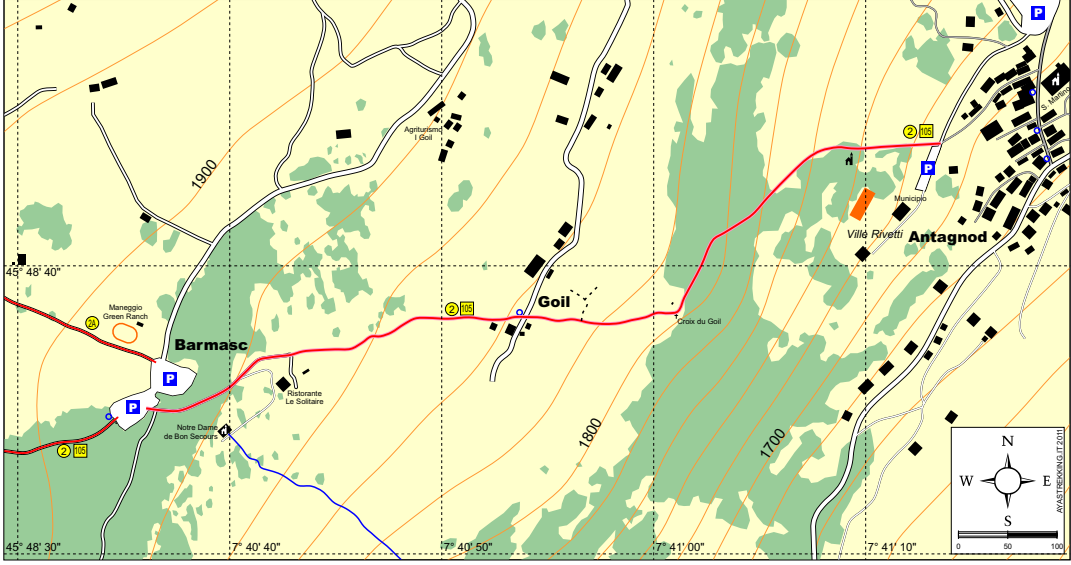 P
S. Martino
2 105
Agriturismo
I Goil
1900
P
Municipio
Ville Rivetti
Antagnod
45° 48' 40"
Maneggio
Green Ranch
2A
2 105
Goil
Croix du Goil
Barmasc
P
P
Ristorante
Le Solitaire
Notre Dame
de Bon Secours
2 105
1800
1700
N
W E
S
0 50 100
AYASTREKKING.IT 2011
45° 48' 30"
7° 40' 40"
7° 40' 50"
7° 41' 00"
7° 41' 10"